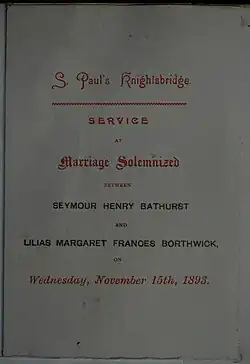 S. Paul's Knightsbridge.
SERVICE
AT
Marriage Solemnized
BETWEEN
SEYMOUR HENRY BATHURST
AND
LILIAS MARGARET FRANCES BORTHWICK,
ON
Wednesday, November 15th, 1893.